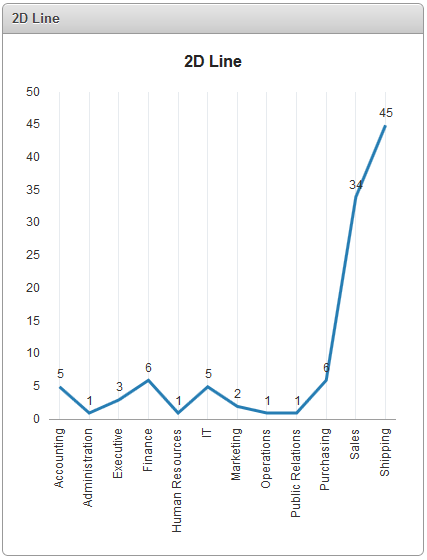 2D Line
2D Line
50
45
40
35
30
25
20
15
10
5
0
5
1
3
6
1
5
2
1
1
6
34
45
Accounting
Administration
Executive
Finance
Human Resources
IT
Marketing
Operations
Public Relations
Purchasing
Sales
Shipping